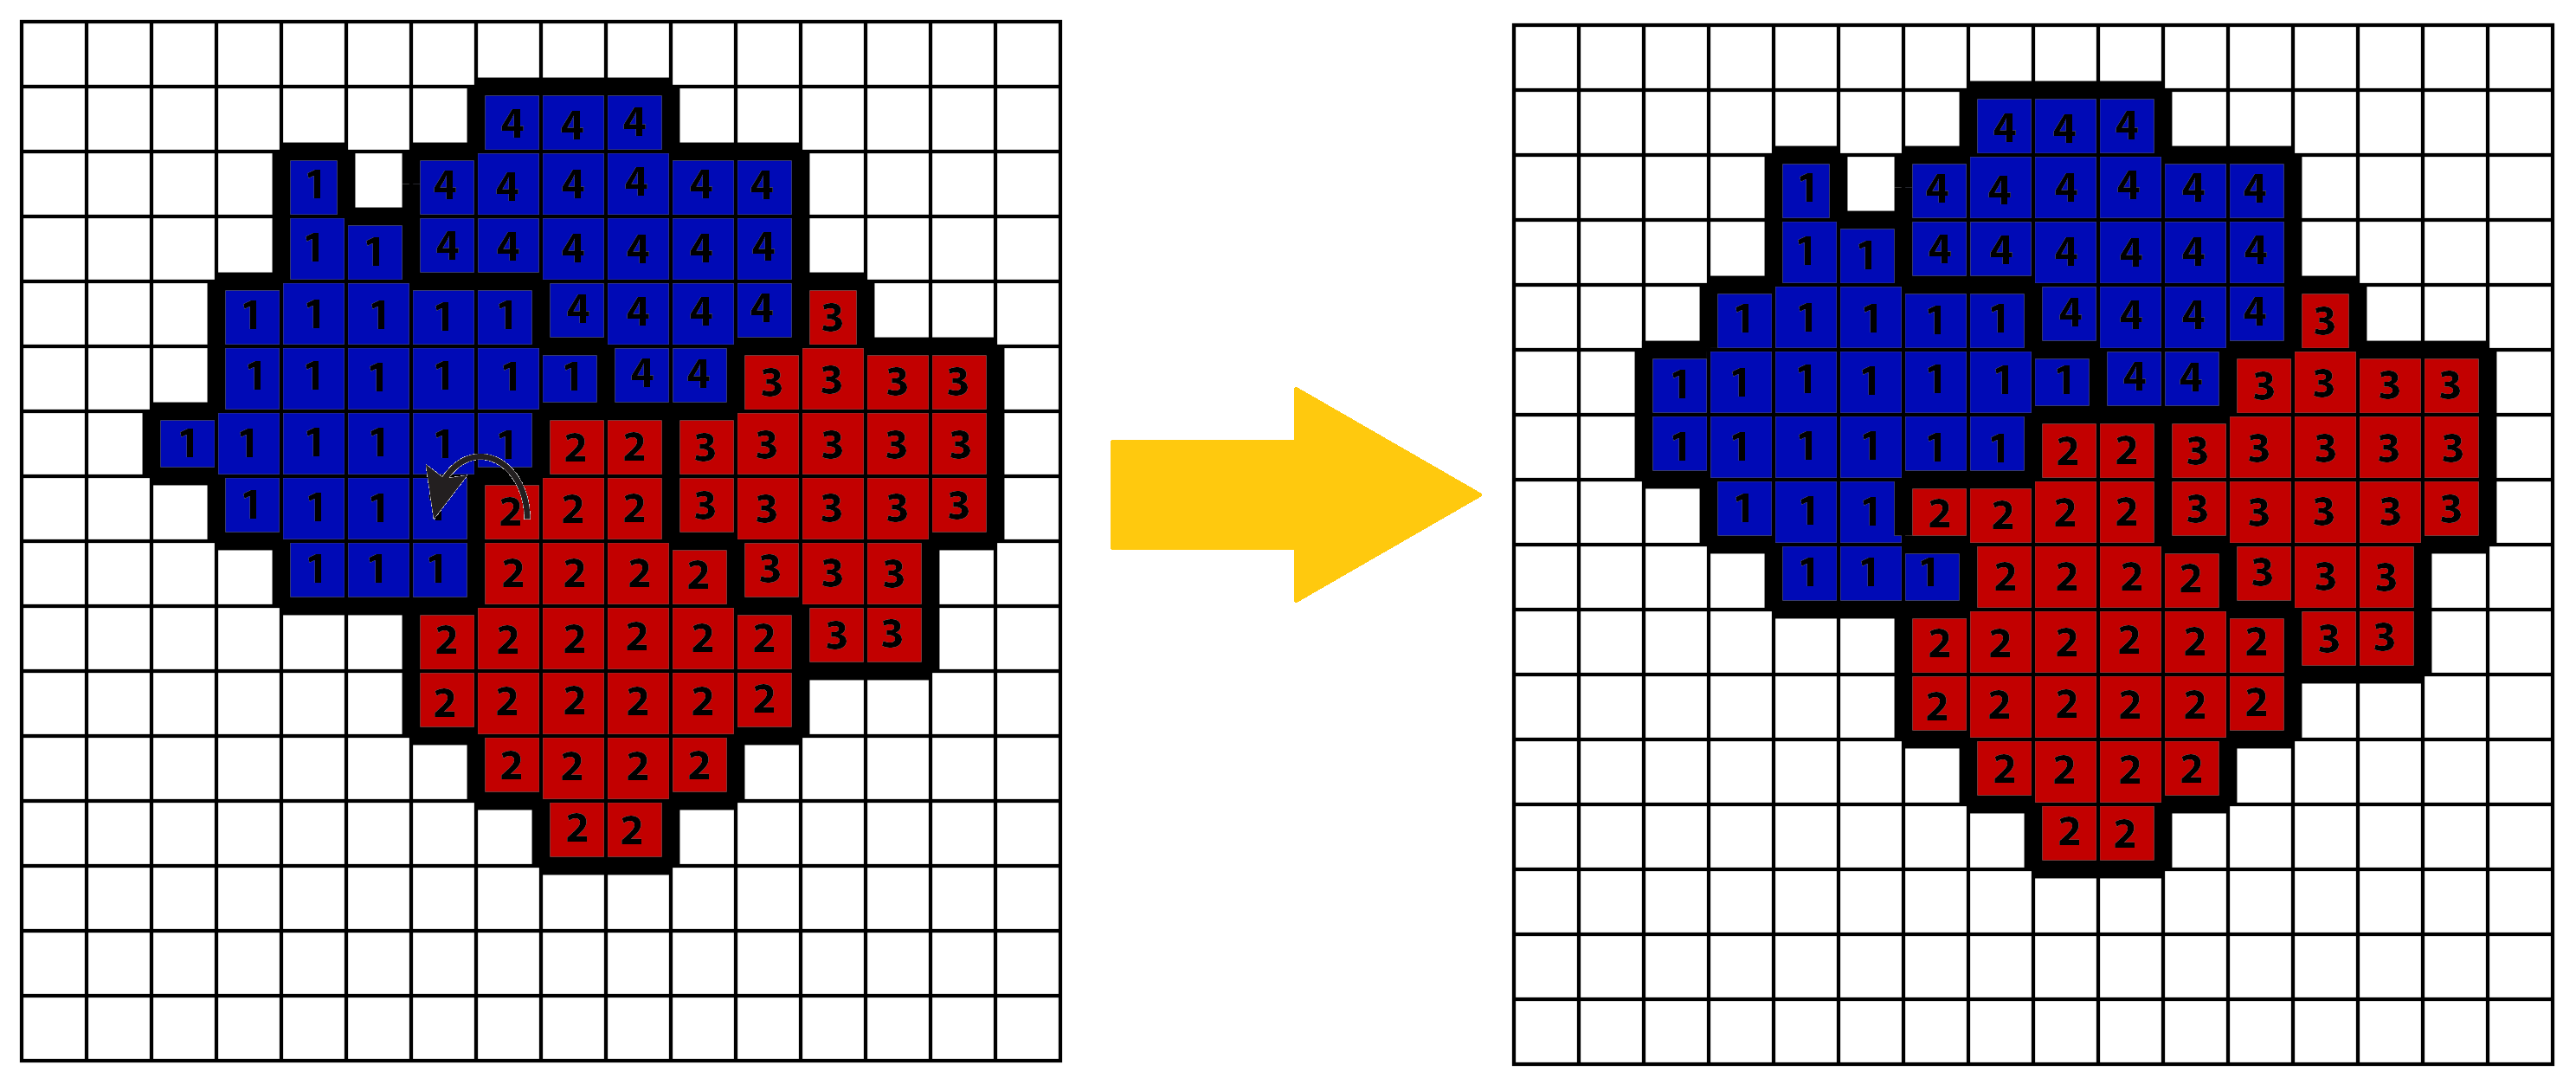 4 4 4
1 4 4 4 4 4 4
1 1 4 4 4 4 4 4
1 1 1 1 1 4 4 4 4 3
1 1 1 1 1 1 4 4 3 3 3 3
1 1 1 1 1 1 2 2 3 3 3 3 3
1 1 1 1 2 2 2 3 3 3 3 3
1 1 1 2 2 2 2 3 3 3
2 2 2 2 2 2 3 3
2 2 2 2 2 2
2 2 2 2
2 2
4 4 4
1 4 4 4 4 4 4
1 1 4 4 4 4 4 4
1 1 1 1 1 4 4 4 4 3
1 1 1 1 1 1 1 4 4 3 3 3 3
1 1 1 1 1 1 2 2 3 3 3 3 3
1 1 1 2 2 2 2 3 3 3 3 3
1 1 1 2 2 2 2 3 3 3
2 2 2 2 2 2 3 3
2 2 2 2 2 2
2 2 2 2
2 2